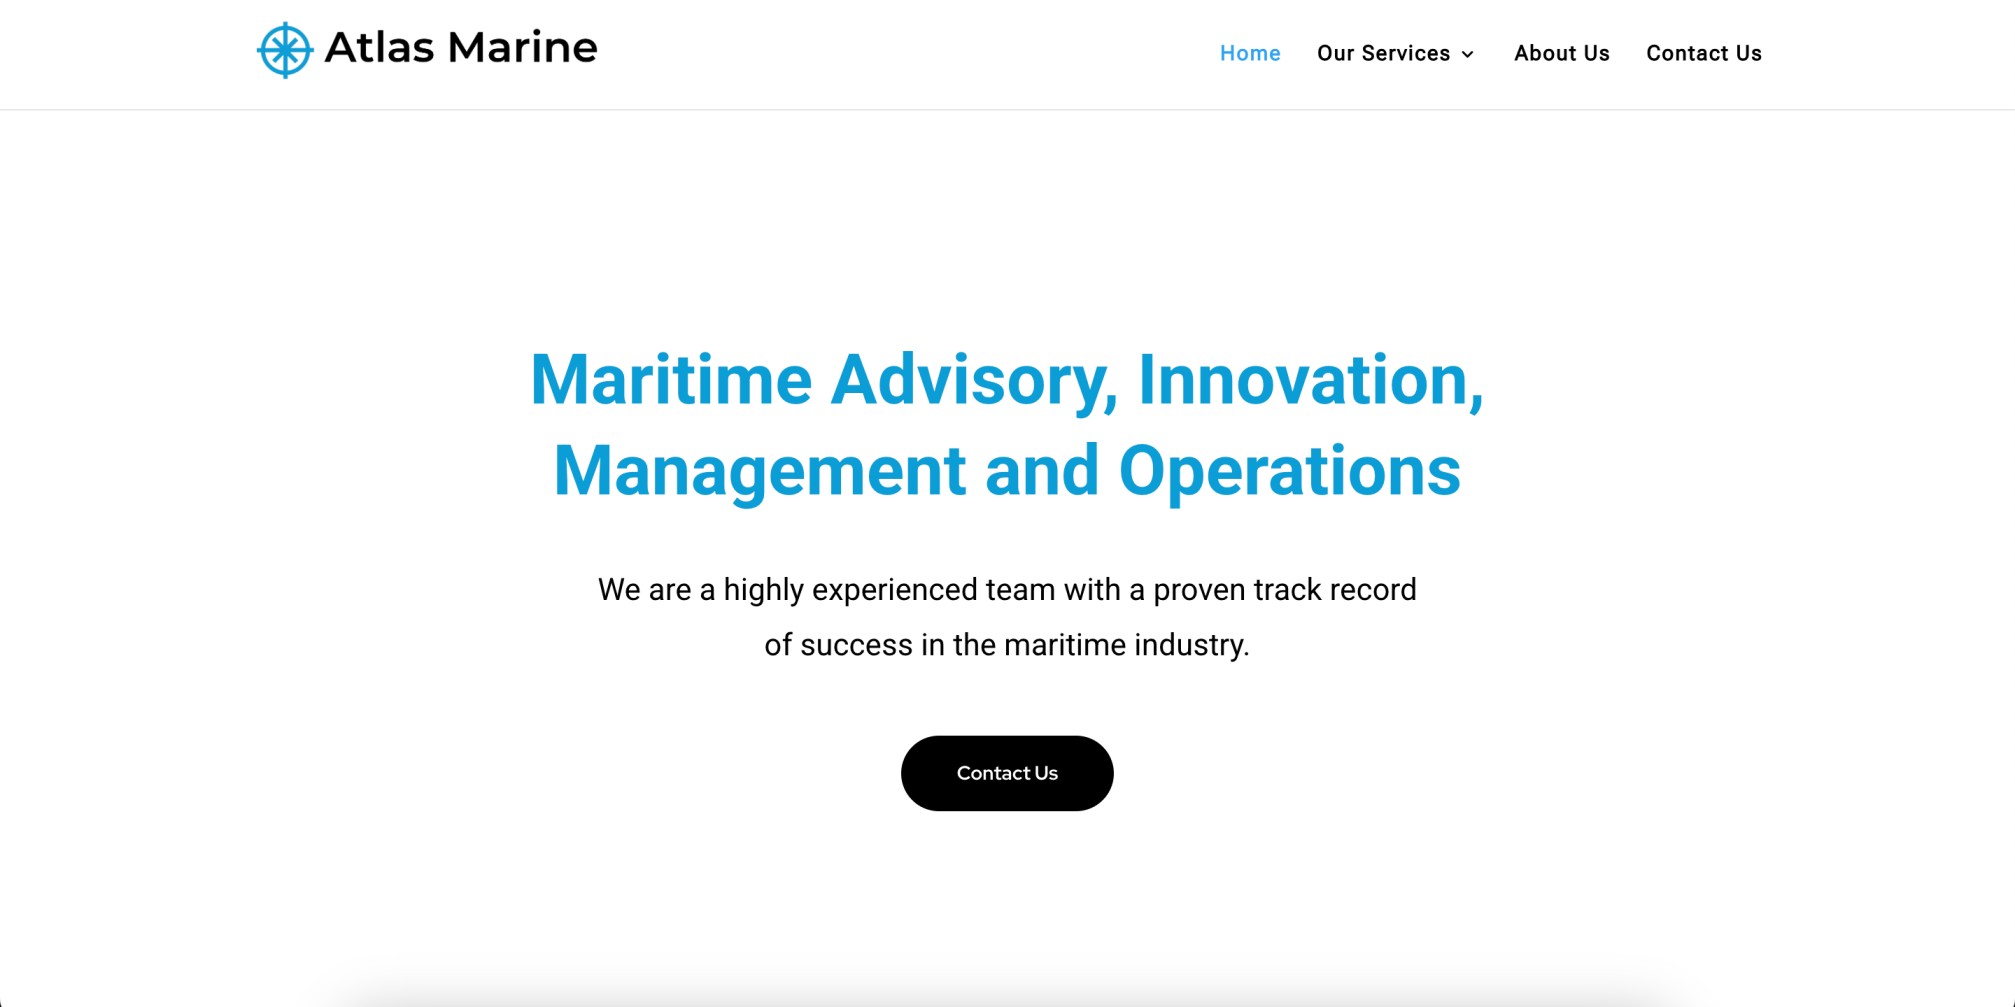 Atlas Marine
Home
Our Services
About Us
Contact Us
Maritime Advisory, Innovation,
Management and Operations
We are a highly experienced team with a proven track record
of success in the maritime industry.
Contact Us